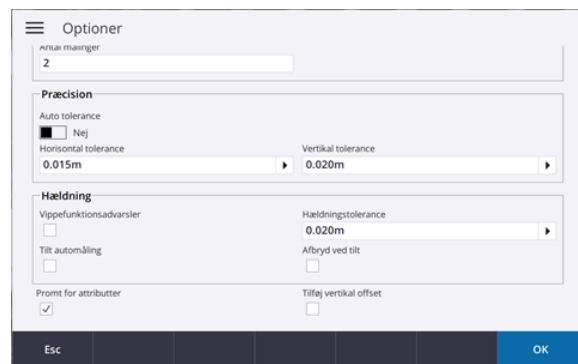 Optioner
Antal målinger
2
Præcision
Auto tolerance
Nej
Horisontal tolerance
Vertikal tolerance
0.015m
0.020m
Hældning
Vippefunktionsadvarsler
Hældningstolerance
0.020m
Tilt automåling
Afbryd ved tilt
Promt for attributter
Tilføj vertikal offset
Esc
OK